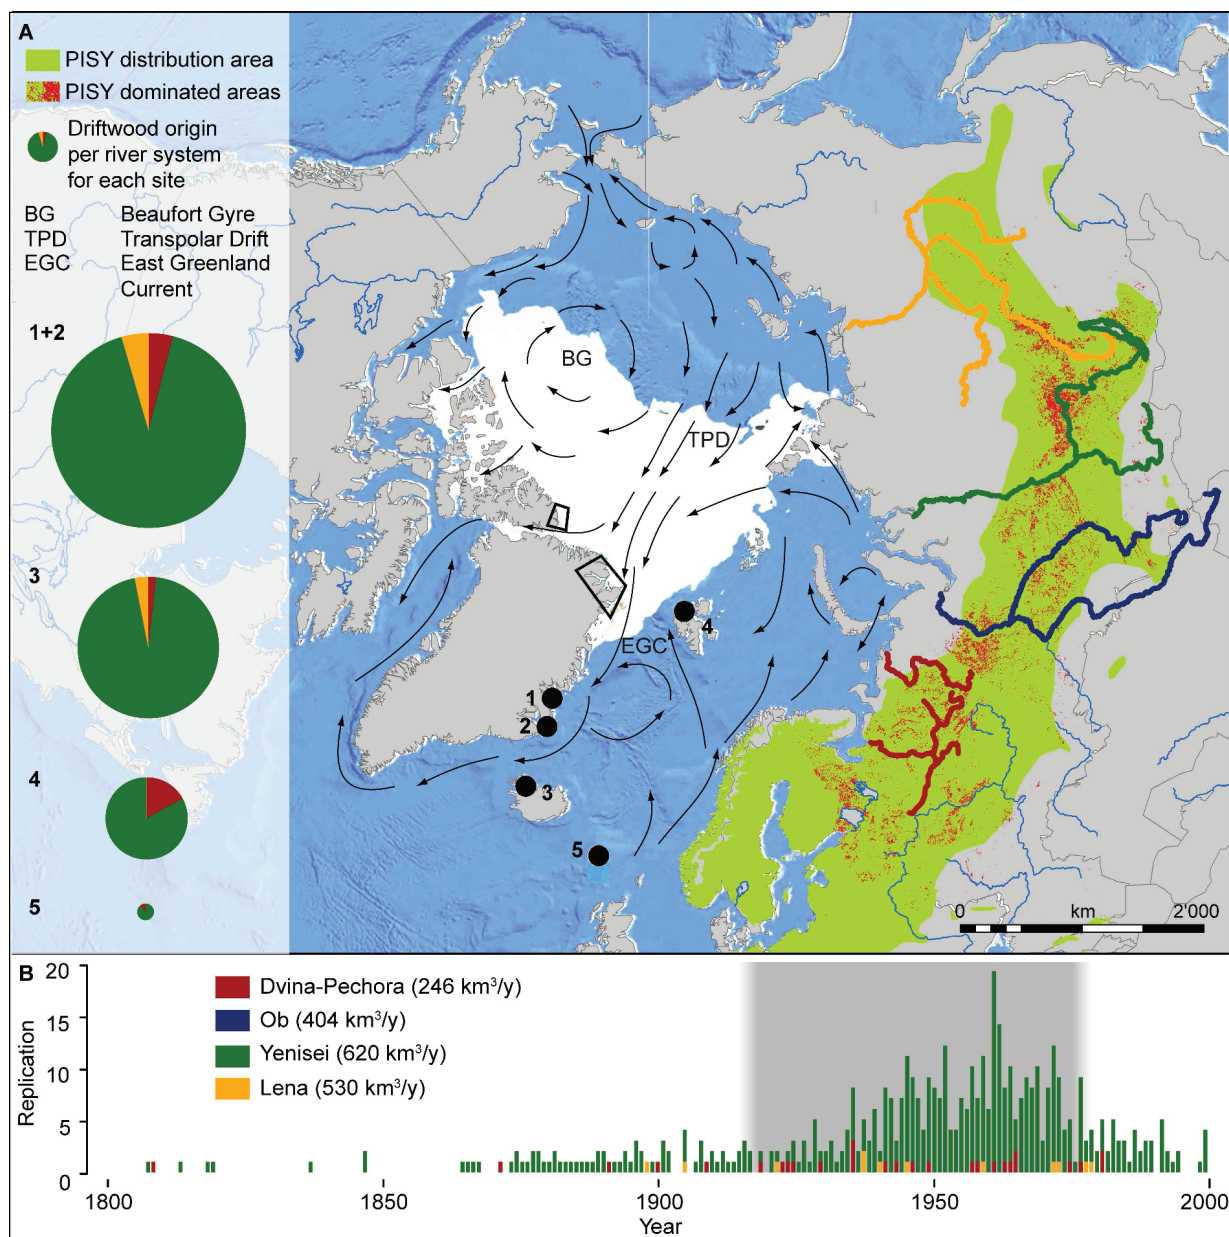 A
PISY distribution area
PISY dominated areas
Driftwood origin
per river system
for each site
BG Beaufort Gyre
TPD Transpolar Drift
EGC East Greenland
Current
1+2
3
4
5
BG
TPD
EGC
4
1
2
3
5
0 km 2'000
B
20
15
10
5
0
Replication
Dvina-Pechora (246 km³/y)
Ob (404 km³/y)
Yenisei (620 km³/y)
Lena (530 km³/y)
1800 1850 1900 1950 2000
Year